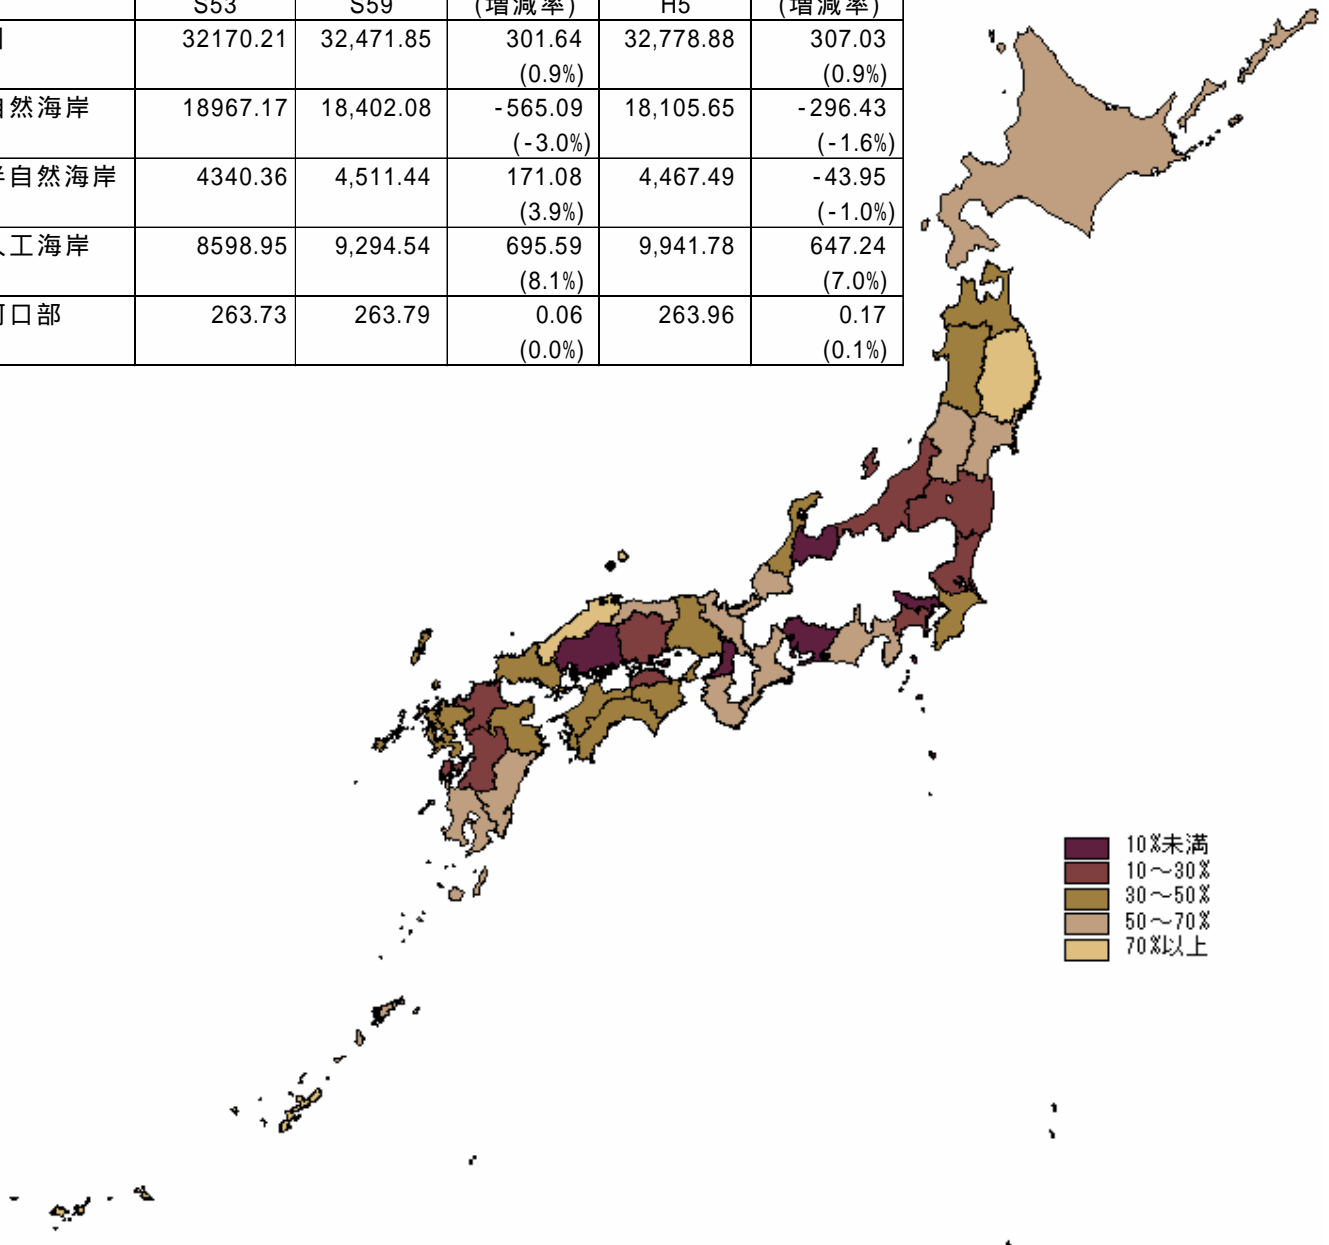 S53 S59 (増減率) H5 (増減率)
32170.21 32,471.85 301.64 32,778.88 307.03
(0.9%) (0.9%)
自然海岸 18967.17 18,402.08 -565.09 18,105.65 -296.43
(-3.0%) (-1.6%)
半自然海岸 4340.36 4,511.44 171.08 4,467.49 -43.95
(3.9%) (-1.0%)
人工海岸 8598.95 9,294.54 695.59 9,941.78 647.24
(8.1%) (7.0%)
河口部 263.73 263.79 0.06 263.96 0.17
(0.0%) (0.1%)
10%未満
10～30%
30～50%
50～70%
70%以上